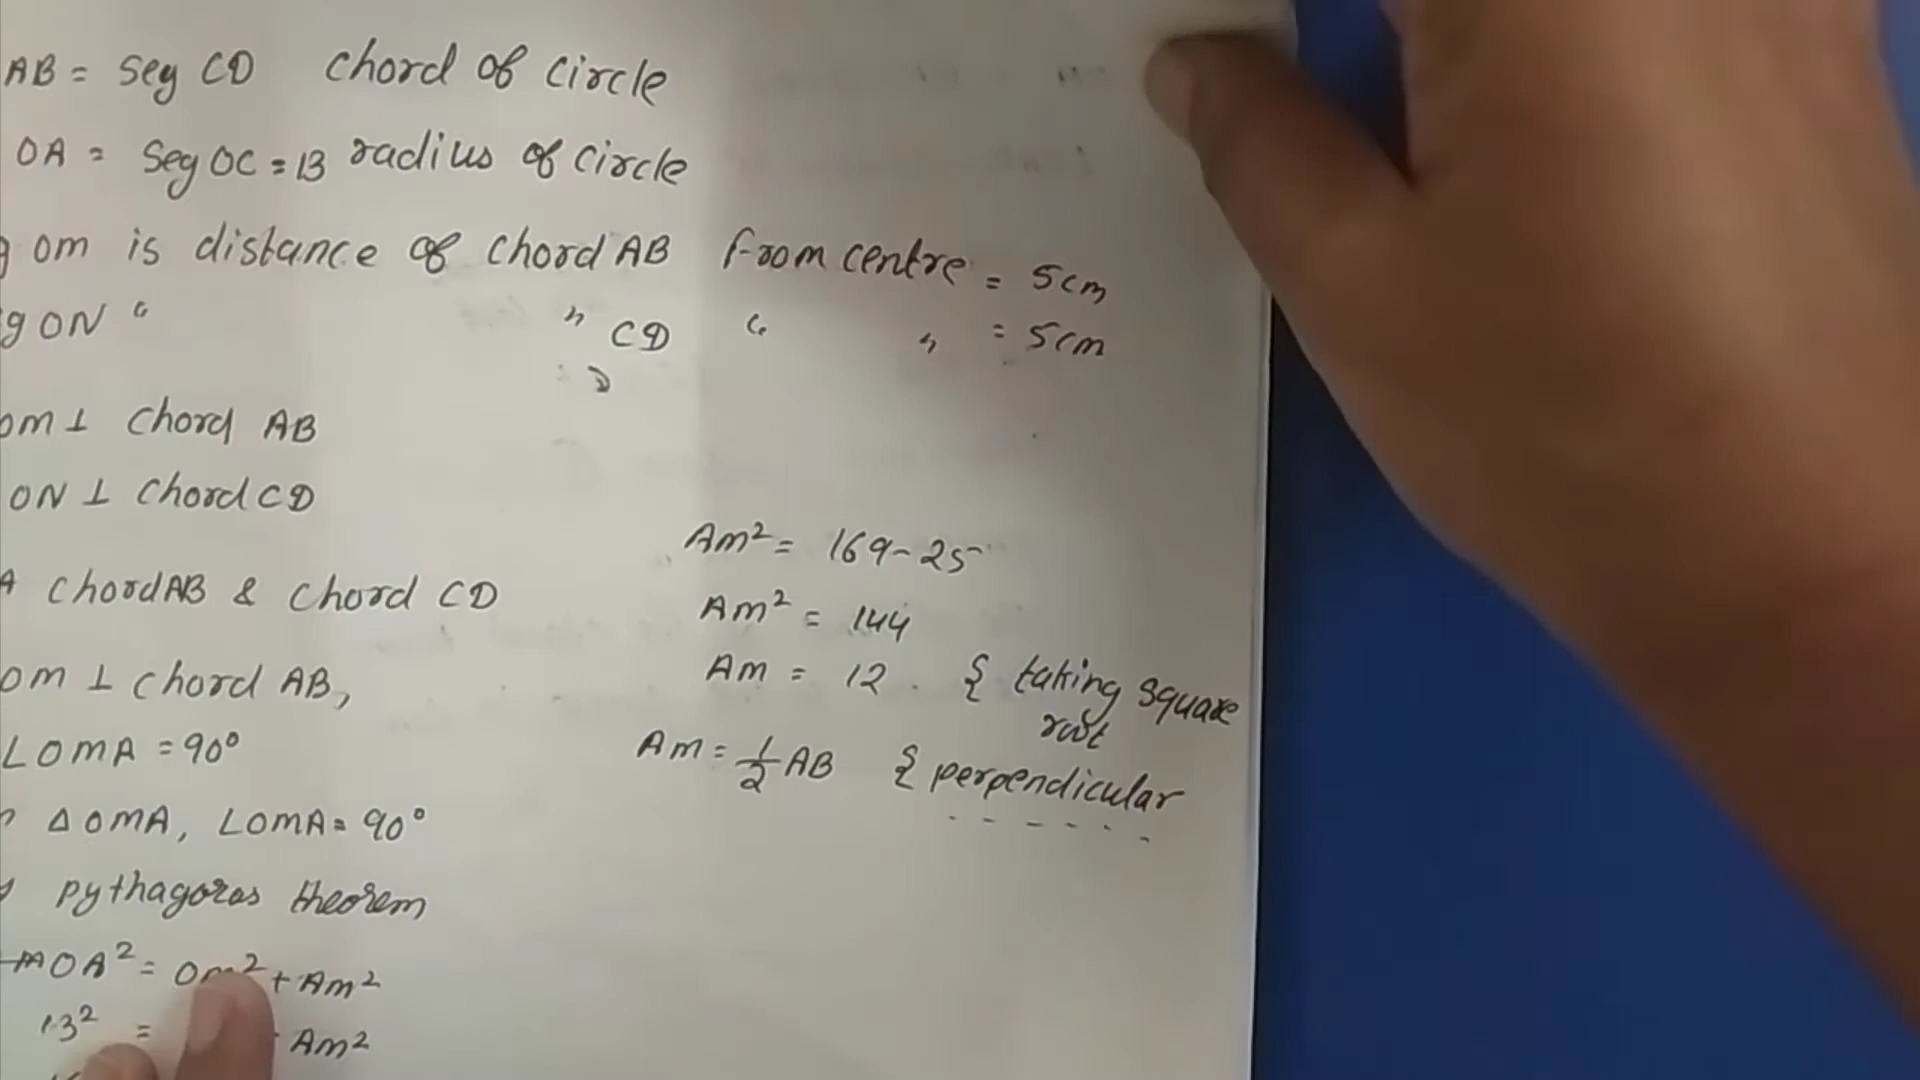 AB = seg CD chord of circle
OA = seg OC = 13 radius of circle
om is distance of chord AB from centre = 5cm
g ON " " CD " " = 5cm
om ⊥ chord AB
ON ⊥ chord CD
chord AB & chord CD
om ⊥ chord AB,
∠OMA = 90°
Δ OMA, ∠OMA = 90°
pythagoras theorem
OA² = Om² + Am²
13² = Am²
Am² = 169 - 25
Am² = 144
Am = 12 { taking square
root
Am = 1/2 AB { perpendicular
- - - - - -